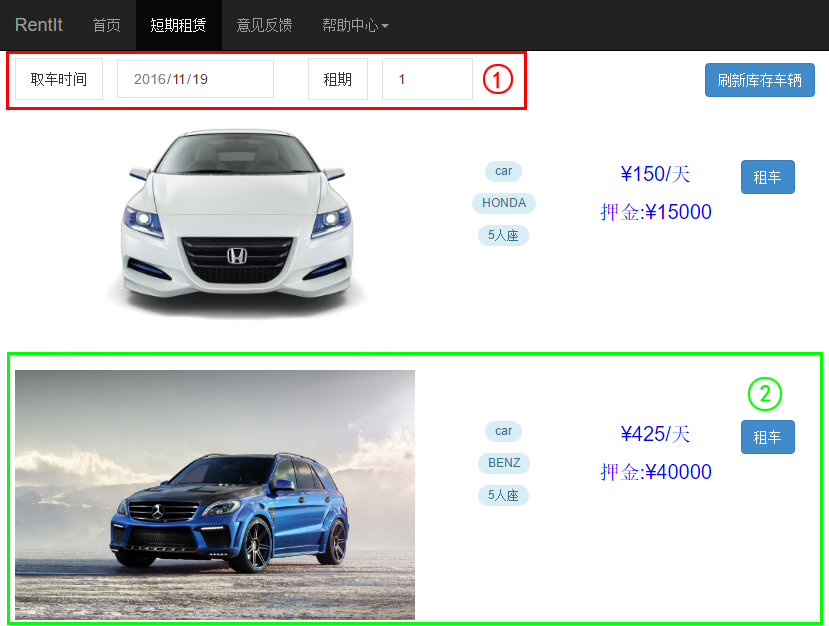 RentIt 首页 短期租赁 意见反馈 帮助中心
取车时间 2016/11/19 租期 1 ① 刷新库存车辆
car ¥150/天 租车
HONDA 押金:¥15000
5人座
②
car ¥425/天 租车
BENZ 押金:¥40000
5人座